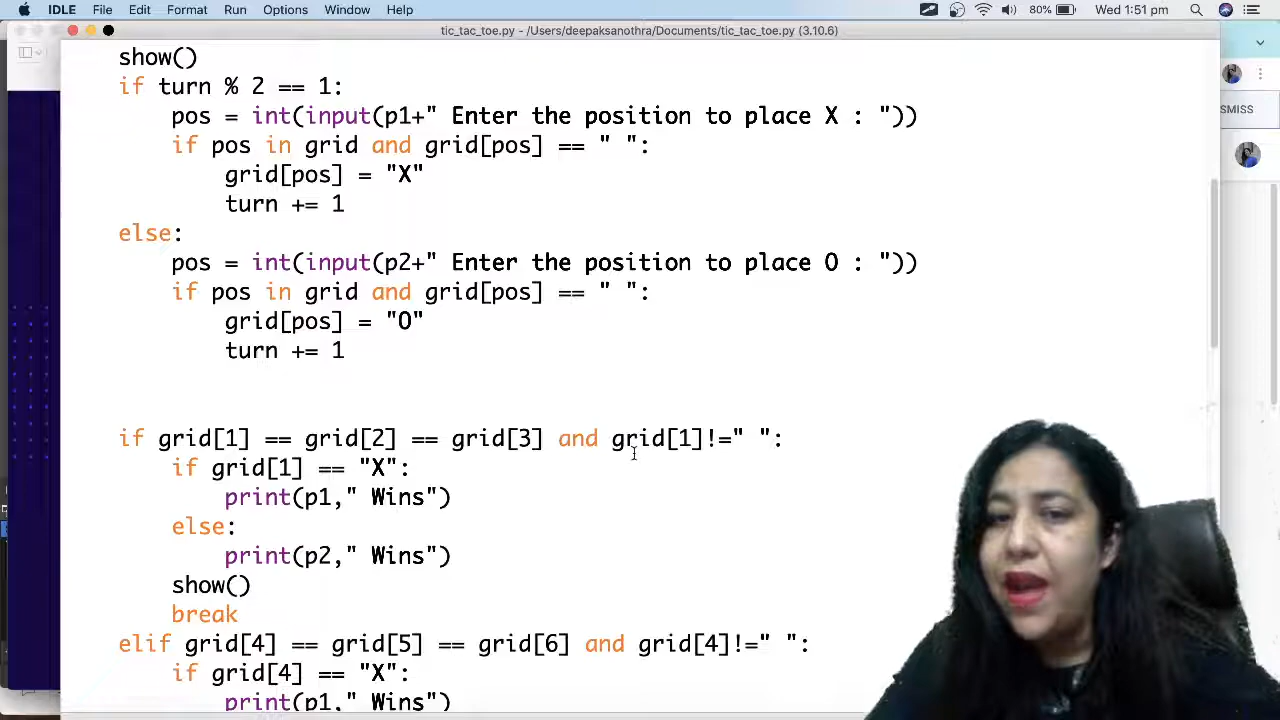 IDLE File Edit Format Run Options Window Help 80% Wed 1:51 pm
tic_tac_toe.py - /Users/deepaksanothra/Documents/tic_tac_toe.py (3.10.6)
show()
if turn % 2 == 1:
pos = int(input(p1+" Enter the position to place X : "))
if pos in grid and grid[pos] == " ":
grid[pos] = "X"
turn += 1
else:
pos = int(input(p2+" Enter the position to place O : "))
if pos in grid and grid[pos] == " ":
grid[pos] = "O"
turn += 1
if grid[1] == grid[2] == grid[3] and grid[1]!=" ":
if grid[1] == "X":
print(p1," Wins")
else:
print(p2," Wins")
show()
break
elif grid[4] == grid[5] == grid[6] and grid[4]!=" ":
if grid[4] == "X":
print(p1," Wins")
SMISS